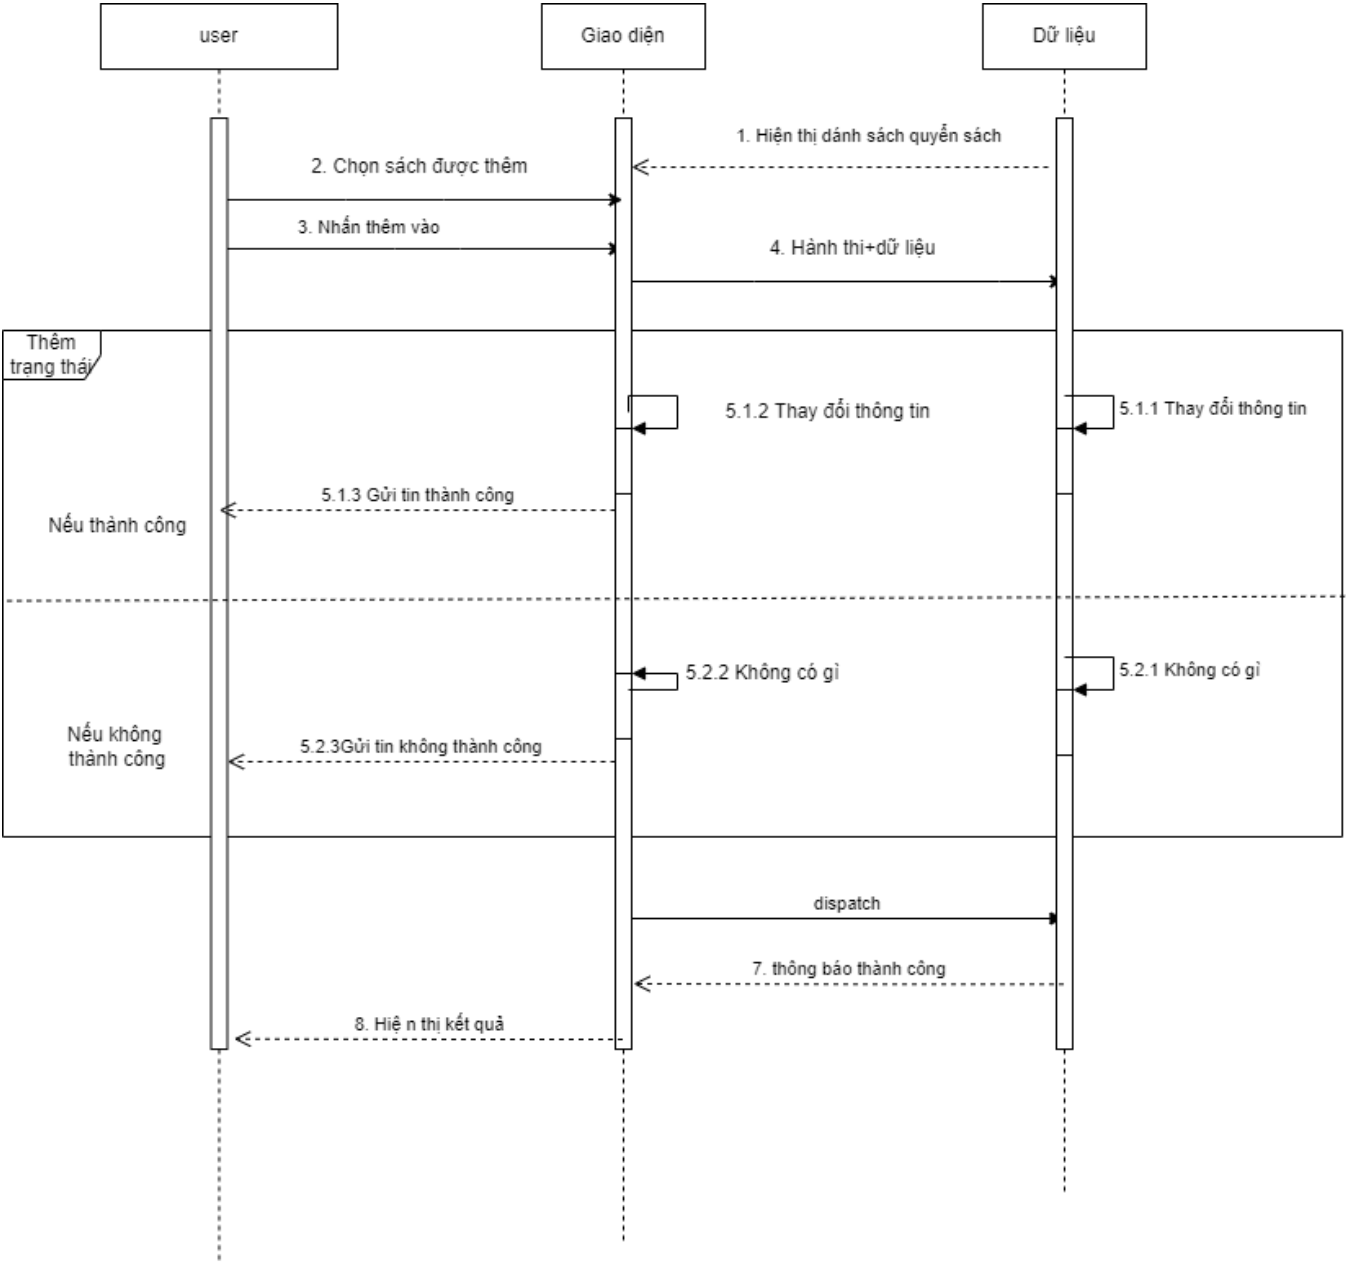 user
Giao diện
Dữ liệu
1. Hiện thị dánh sách quyển sách
2. Chọn sách được thêm
3. Nhấn thêm vào
4. Hành thi+dữ liệu
Thêm
trạng thái
5.1.2 Thay đổi thông tin
5.1.1 Thay đổi thông tin
5.1.3 Gửi tin thành công
Nếu thành công
5.2.2 Không có gì
5.2.1 Không có gì
Nếu không
thành công
5.2.3Gửi tin không thành công
dispatch
7. thông báo thành công
8. Hiệ n thị kết quả